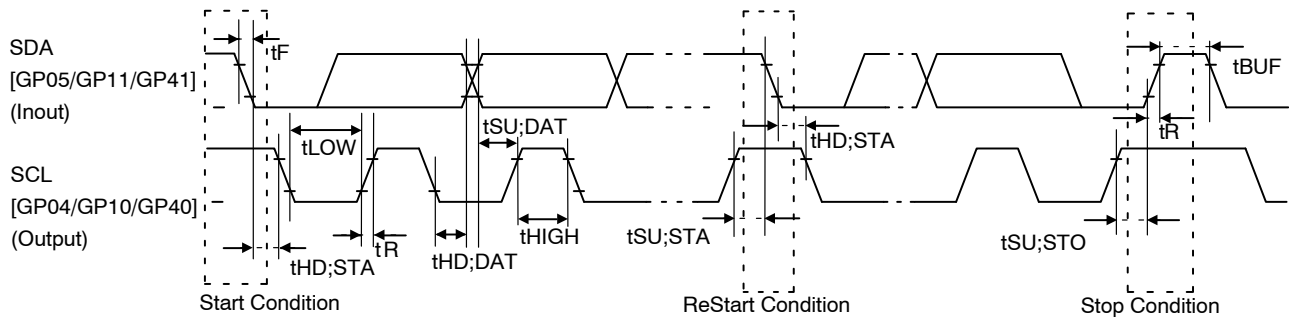 SDA
[GP05/GP11/GP41]
(Inout)
tF
tSU;DAT
tLOW
tHD;STA
tR
tBUF
SCL
[GP04/GP10/GP40]
(Output)
tHD;STA
tR
tHD;DAT
tHIGH
tSU;STA
tSU;STO
Start Condition
ReStart Condition
Stop Condition